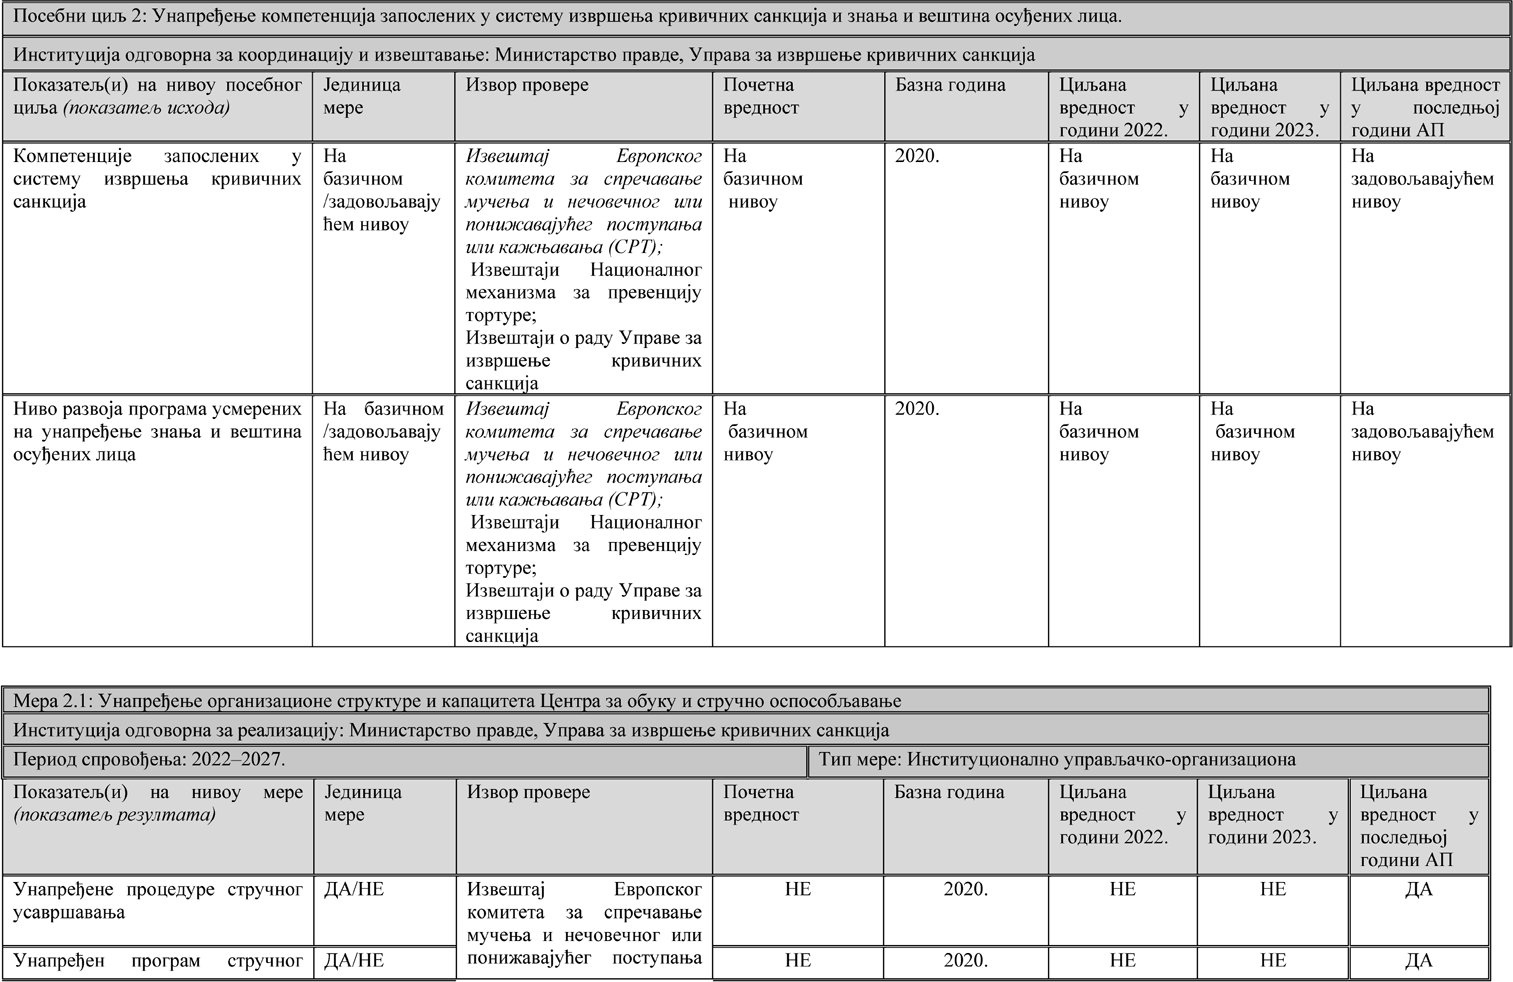 Посебни циљ 2: Унапређење компетенција запослених у систему извршења кривичних санкција и знања и вештина осуђених лица.
Институција одговорна за координацију и извештавање: Министарство правде, Управа за извршење кривичних санкција
Показатељ(и) на нивоу посебног
циља (показатељ исхода)
Јединица
мере
Извор провере
Почетна
вредност
Базна година
Циљана
вредност у
години 2022.
Циљана
вредност у
години 2023.
Циљана вредност
у последњој
години АП
Компетенције запослених у
систему извршења кривичних
санкција
На
базичном
/задовољавају
ћем нивоу
Извештај Европског
комитета за спречавање
мучења и нечовечног или
понижавајућег поступања
или кажњавања (CPT);
Извештаји Националног
механизма за превенцију
тортуре;
Извештаји о раду Управе за
извршење кривичних
санкција
На
базичном
нивоу
2020.
На
базичном
нивоу
На
базичном
нивоу
На
задовољавајућем
нивоу
Ниво развоја програма усмерених
на унапређење знања и вештина
осуђених лица
На базичном
/задовољавају
ћем нивоу
Извештај Европског
комитета за спречавање
мучења и нечовечног или
понижавајућег поступања
или кажњавања (CPT);
Извештаји Националног
механизма за превенцију
тортуре;
Извештаји о раду Управе за
извршење кривичних
санкција
На
базичном
нивоу
2020.
На
базичном
нивоу
На
базичном
нивоу
На
задовољавајућем
нивоу
Мера 2.1: Унапређење организационе структуре и капацитета Центра за обуку и стручно оспособљавање
Институција одговорна за реализацију: Министарство правде, Управа за извршење кривичних санкција
Период спровођења: 2022–2027.
Тип мере: Институционално управљачко-организациона
Показатељ(и) на нивоу мере
(показатељ резултата)
Јединица
мере
Извор провере
Почетна
вредност
Базна година
Циљана
вредност у
години 2022.
Циљана
вредност у
години 2023.
Циљана
вредност у
последњој
години АП
Унапређене процедуре стручног
усавршавања
ДА/НЕ
Извештај Европског
комитета за спречавање
мучења и нечовечног или
понижавајућег поступања
НЕ
2020.
НЕ
НЕ
ДА
Унапређен програм стручног
ДА/НЕ
НЕ
2020.
НЕ
НЕ
ДА